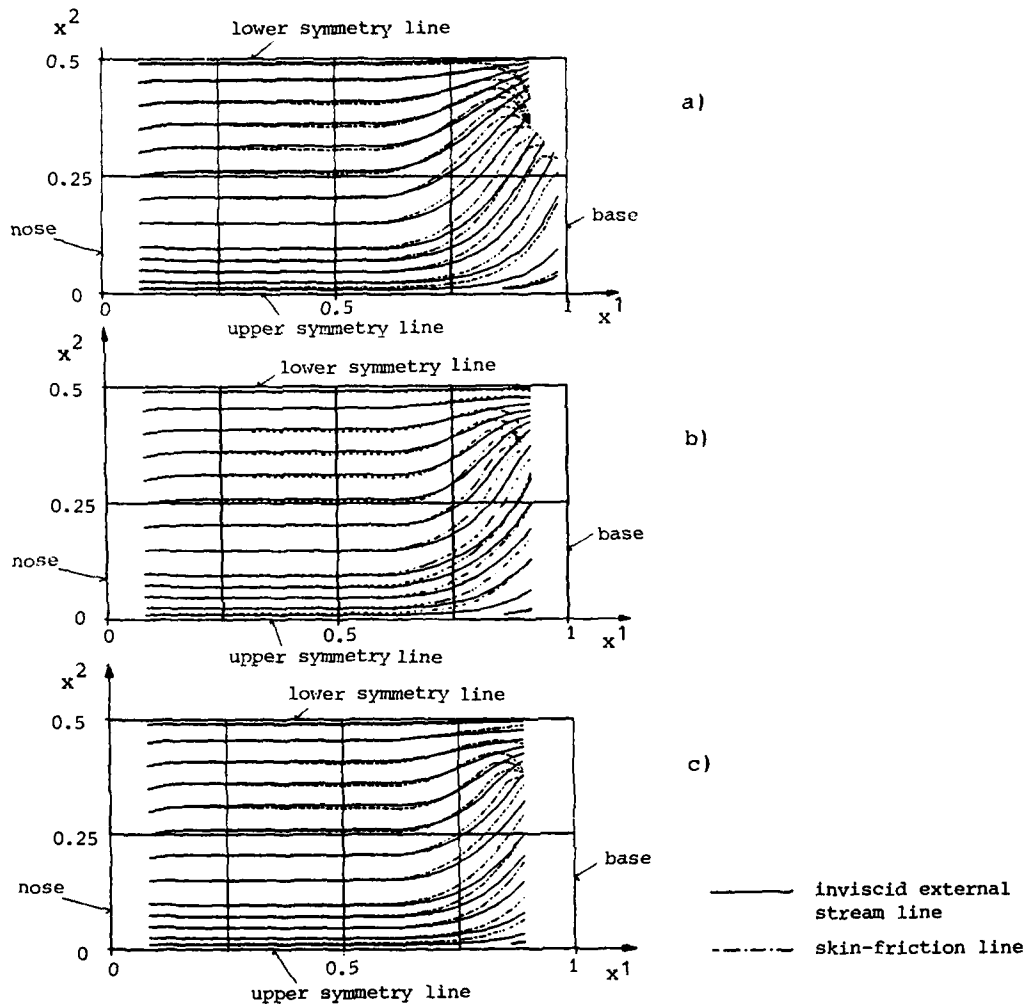 x2
lower symmetry line
0.5
a)
0.25
nose
base
0
0
0.5
1
x1
upper symmetry line
x2
lower symmetry line
0.5
b)
0.25
nose
base
0
0
0.5
1
x1
upper symmetry line
x2
lower symmetry line
0.5
c)
0.25
nose
base
0
0
0.5
1
x1
upper symmetry line
inviscid external
stream line
skin-friction line